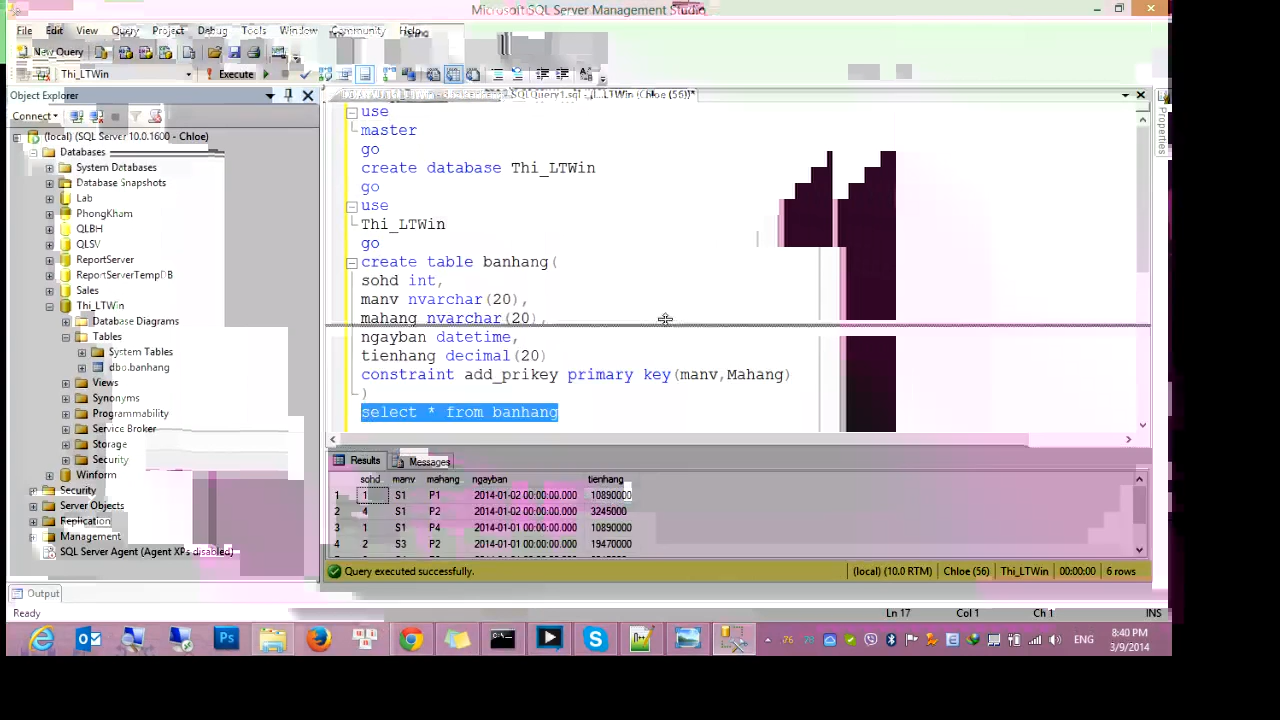 Microsoft SQL Server Management Studio
File Edit View Query Project Debug Tools Window Community Help
New Query
Thi_LTWin Execute
Object Explorer
Connect
(local) (SQL Server 10.0.1600 - Chloe)
Databases
System Databases
Database Snapshots
Lab
PhongKham
QLBH
QLSV
ReportServer
ReportServerTempDB
Sales
Thi_LTWin
Database Diagrams
Tables
System Tables
dbo.banhang
Views
Synonyms
Programmability
Service Broker
Storage
Security
Winform
Security
Server Objects
Replication
Management
SQL Server Agent (Agent XPs disabled)
SQLQuery1.sql - (l...LTWin (Chloe (56))*
use
master
go
create database Thi_LTWin
go
use
Thi_LTWin
go
create table banhang(
sohd int,
manv nvarchar(20),
mahang nvarchar(20),
ngayban datetime,
tienhang decimal(20)
constraint add_prikey primary key(manv,Mahang)
)
select * from banhang
Properties
Results Messages
sohd manv mahang ngayban tienhang
1 1 S1 P1 2014-01-02 00:00:00.000 10890000
2 4 S1 P2 2014-01-02 00:00:00.000 3245000
3 1 S1 P4 2014-01-01 00:00:00.000 10890000
4 2 S3 P2 2014-01-01 00:00:00.000 19470000
Query executed successfully. (local) (10.0 RTM) Chloe (56) Thi_LTWin 00:00:00 6 rows
Output
Ready Ln 17 Col 1 Ch 1 INS
26 28 ENG
8:40 PM
3/9/2014